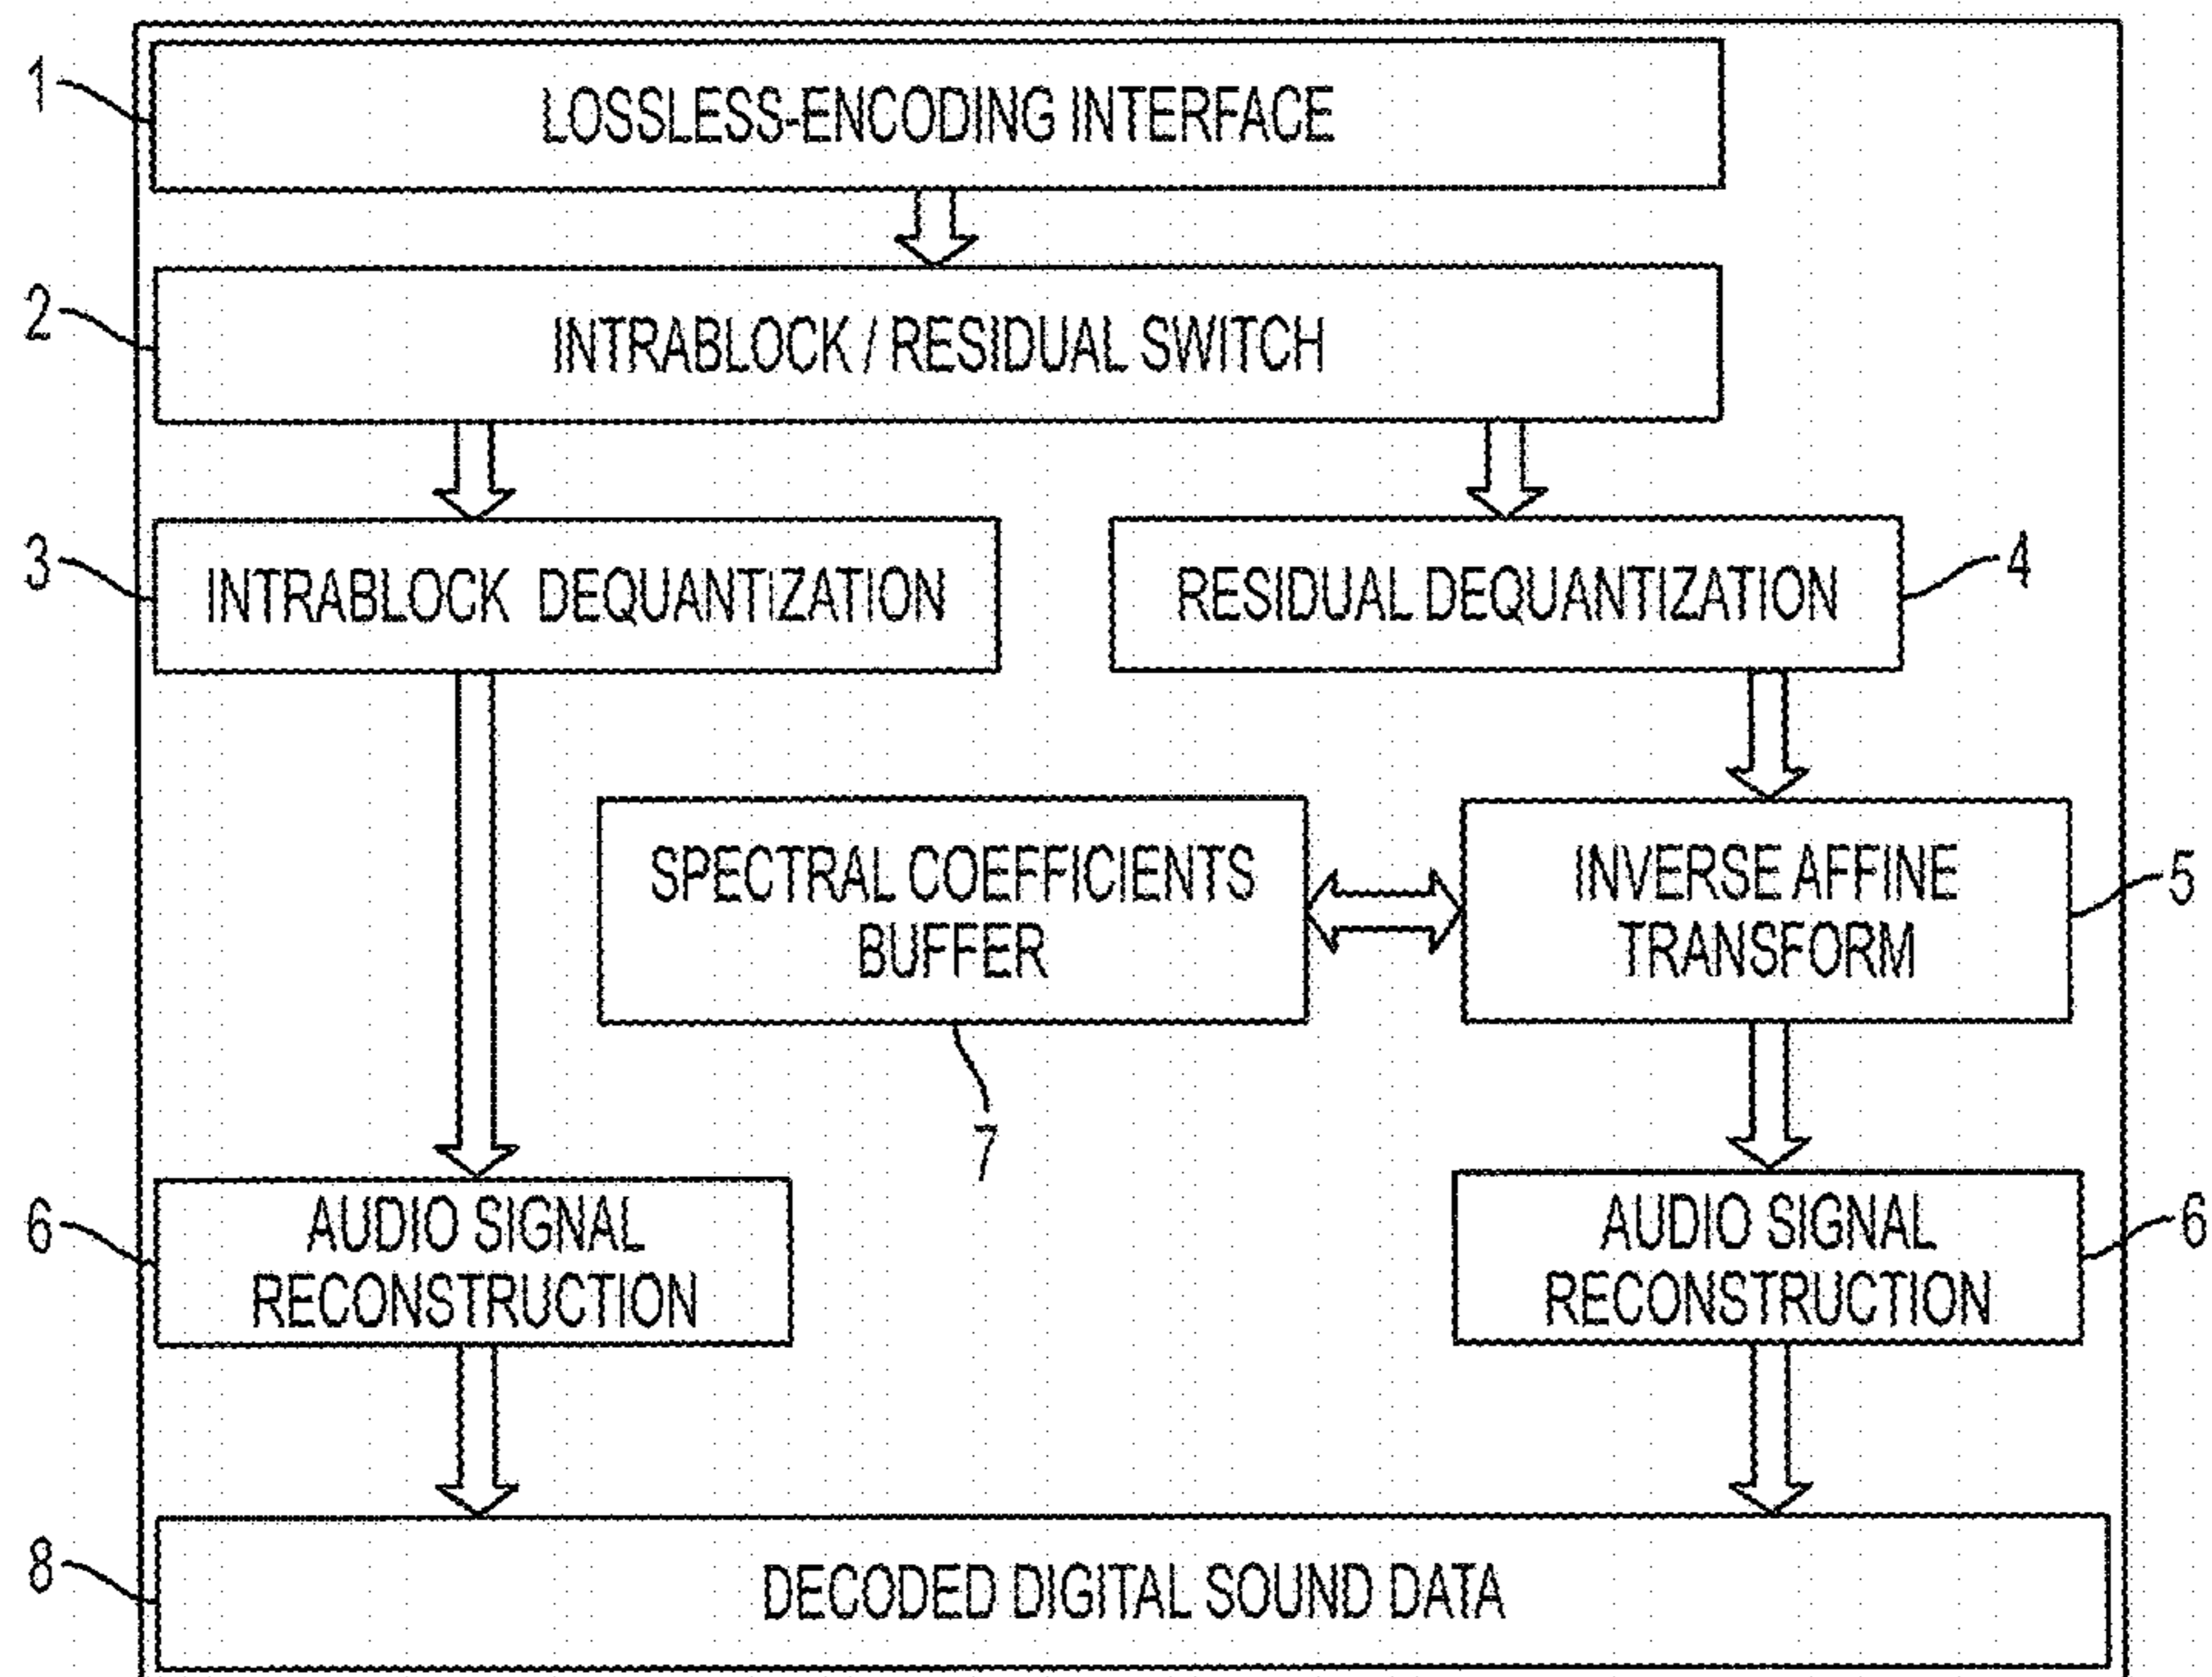 1
LOSSLESS-ENCODING INTERFACE
2
INTRABLOCK / RESIDUAL SWITCH
3
INTRABLOCK DEQUANTIZATION
RESIDUAL DEQUANTIZATION
4
SPECTRAL COEFFICIENTS
BUFFER
7
INVERSE AFFINE
TRANSFORM
5
6
AUDIO SIGNAL
RECONSTRUCTION
AUDIO SIGNAL
RECONSTRUCTION
6
8
DECODED DIGITAL SOUND DATA